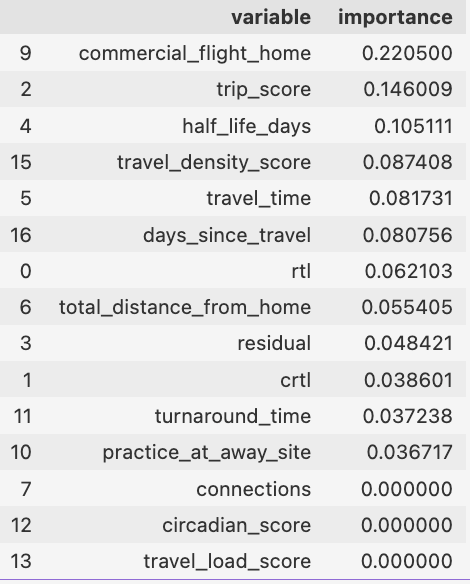 variable importance
9 commercial_flight_home 0.220500
2 trip_score 0.146009
4 half_life_days 0.105111
15 travel_density_score 0.087408
5 travel_time 0.081731
16 days_since_travel 0.080756
0 rtl 0.062103
6 total_distance_from_home 0.055405
3 residual 0.048421
1 crtl 0.038601
11 turnaround_time 0.037238
10 practice_at_away_site 0.036717
7 connections 0.000000
12 circadian_score 0.000000
13 travel_load_score 0.000000